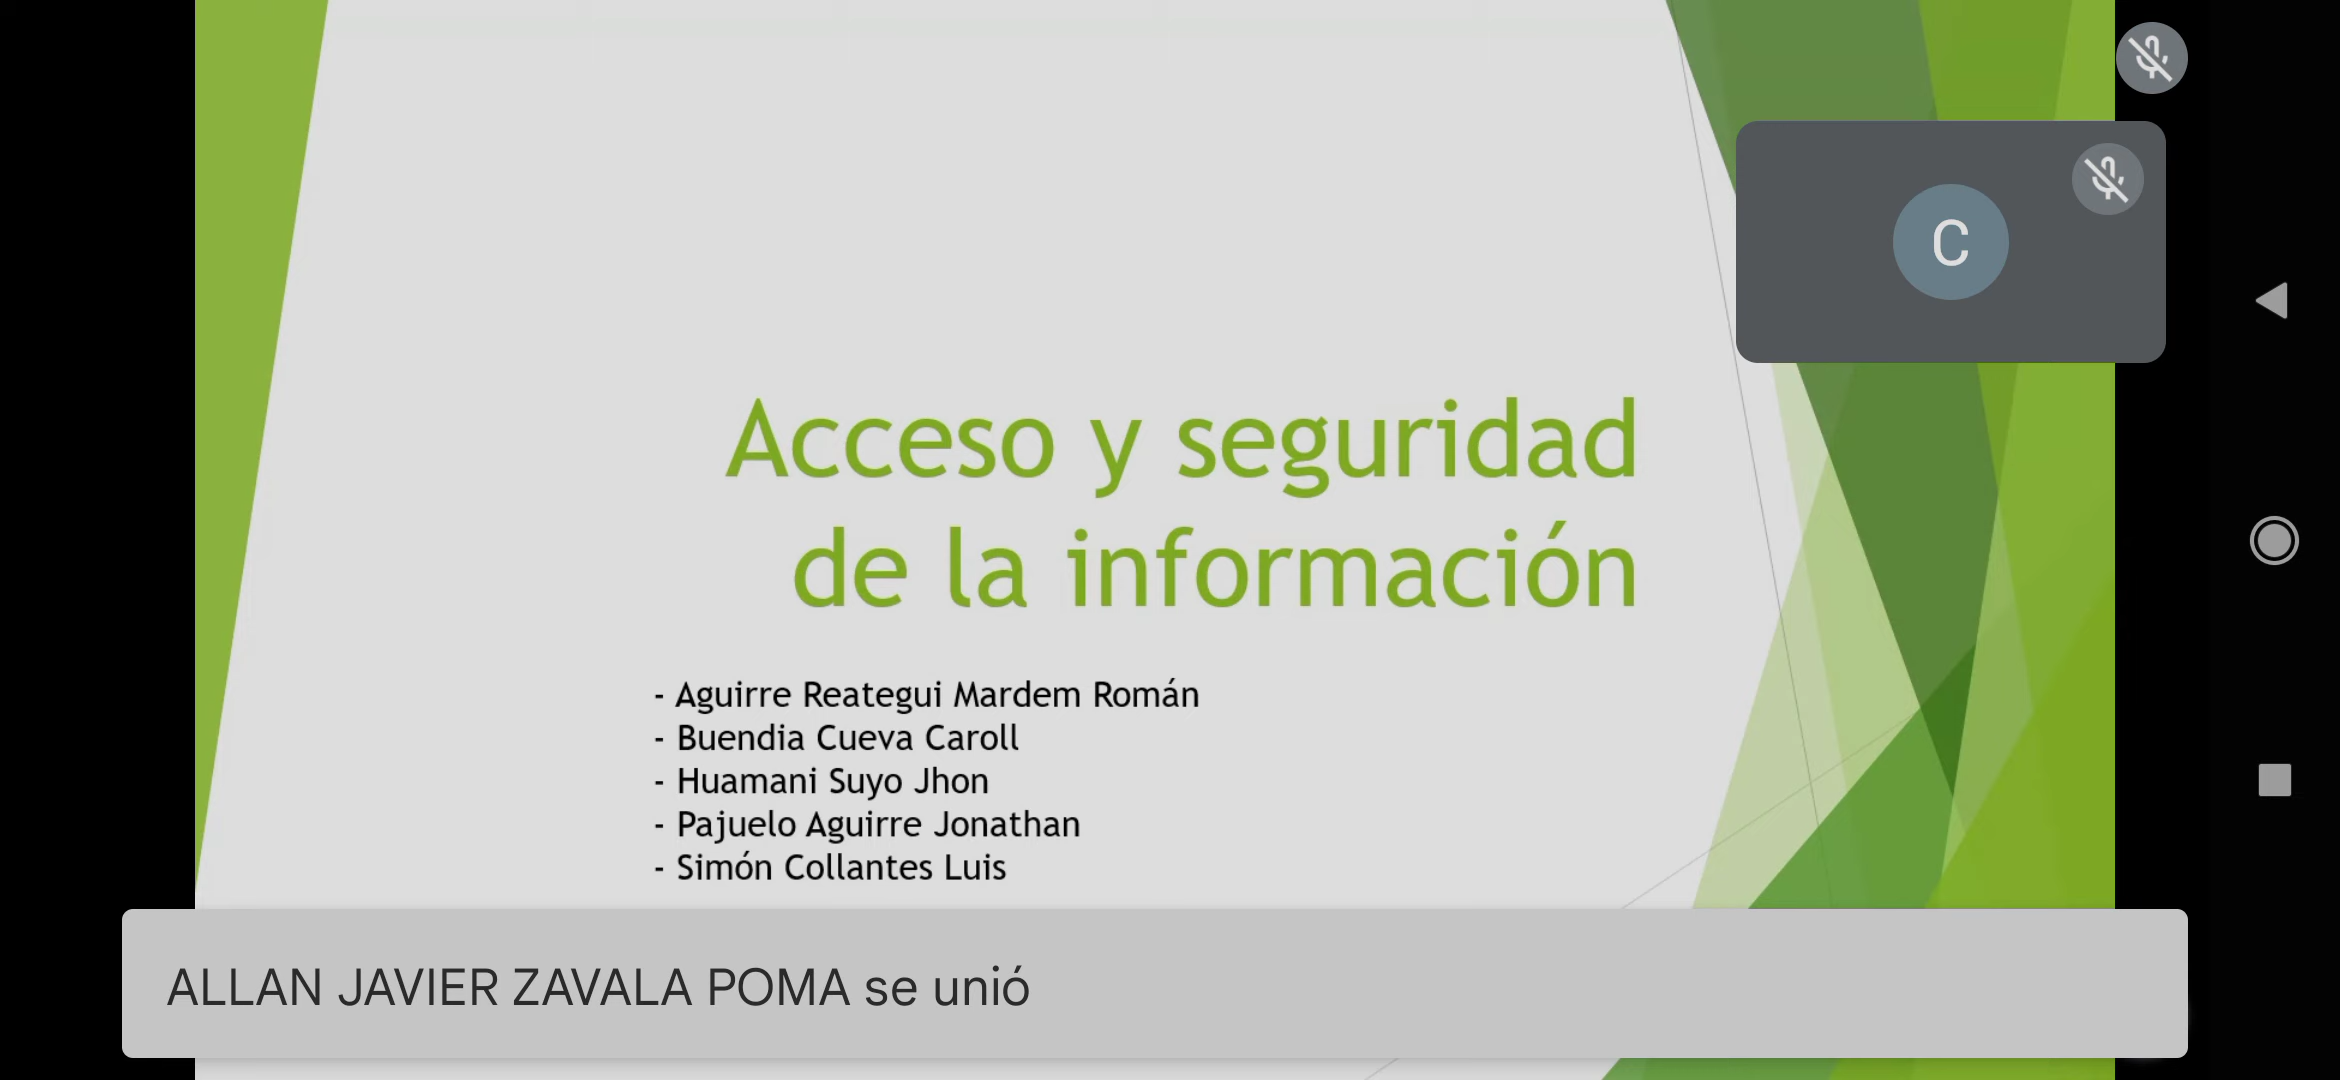 C
Acceso y seguridad
de la información
- Aguirre Reategui Mardem Román
- Buendia Cueva Caroll
- Huamani Suyo Jhon
- Pajuelo Aguirre Jonathan
- Simón Collantes Luis
ALLAN JAVIER ZAVALA POMA se unió